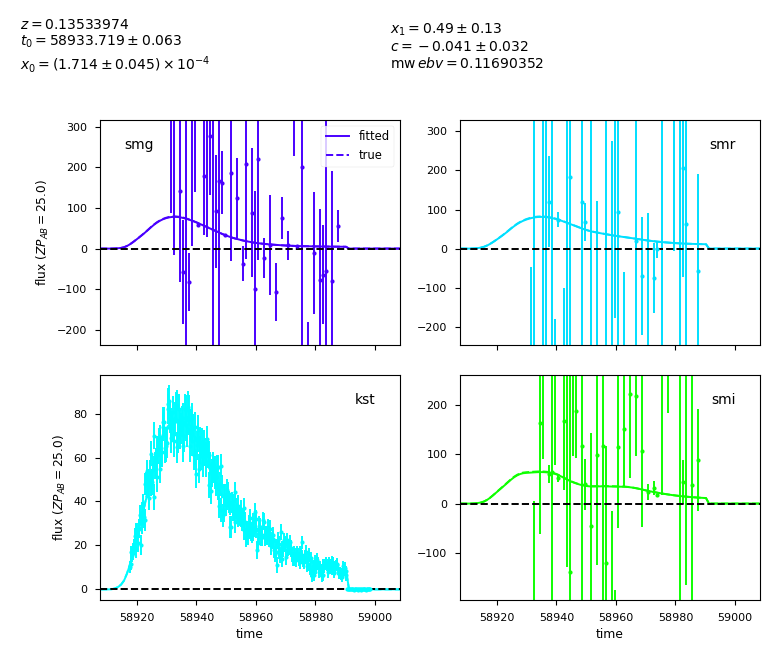 z = 0.13533974
t₀ = 58933.719 ± 0.063
x₀ = (1.714 ± 0.045) × 10⁻⁴
x₁ = 0.49 ± 0.13
c = −0.041 ± 0.032
mw ebv = 0.11690352
smg
fitted
true
300
200
100
0
−100
−200
flux (ZP_AB = 25.0)
smr
300
200
100
0
−100
−200
kst
80
60
40
20
0
flux (ZP_AB = 25.0)
58920 58940 58960 58980 59000
time
smi
200
100
0
−100
58920 58940 58960 58980 59000
time